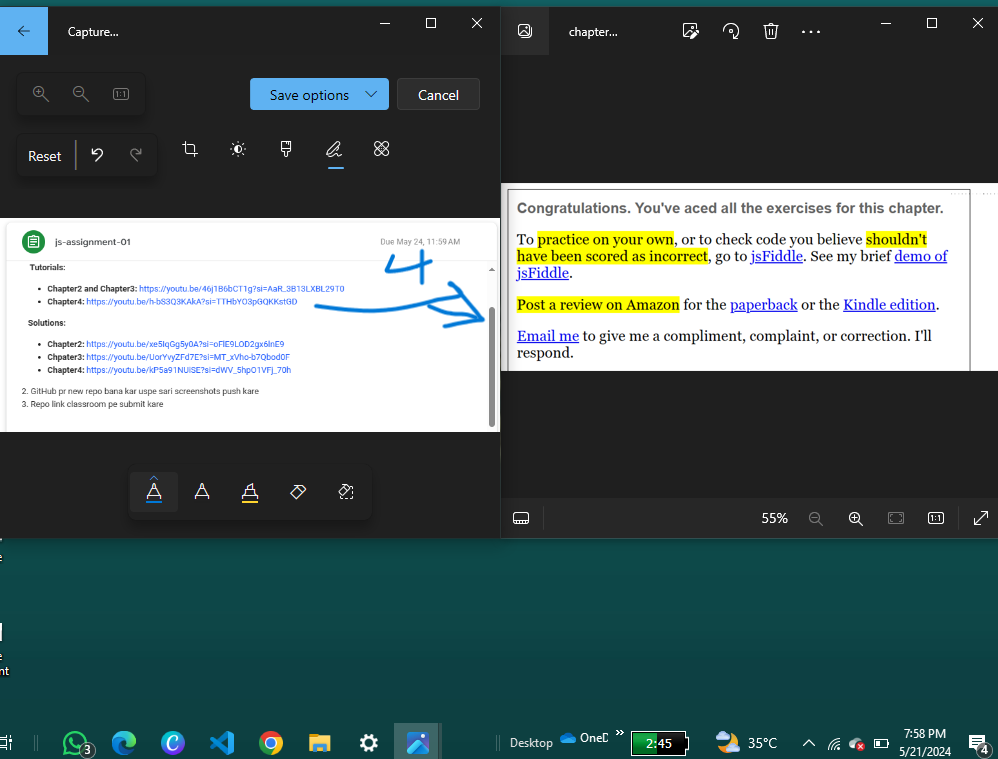 Capture...
chapter...
1:1
Save options
Cancel
Reset
js-assignment-01
Due May 24, 11:59 AM
4
Tutorials:
Chapter2 and Chapter3: https://youtu.be/46j1B6bCT1g?si=AaR_3B13LXBL29T0
Chapter4: https://youtu.be/h-bS3Q3KAkA?si=TTHbYO3pGQKKstGD
Solutions:
Chapter2: https://youtu.be/xe5IqGg5y0A?si=oFlE9LOD2gx6lnE9
Chpater3: https://youtu.be/UorYvyZFd7E?si=MT_xVho-b7Qbod0F
Chapter4: https://youtu.be/kP5a91NUiSE?si=dWV_5hpO1VFj_70h
2. GitHub pr new repo bana kar uspe sari screenshots push kare
3. Repo link classroom pe submit kare
Congratulations. You've aced all the exercises for this chapter.
To practice on your own, or to check code you believe shouldn't
have been scored as incorrect, go to jsFiddle. See my brief demo of
jsFiddle.
Post a review on Amazon for the paperback or the Kindle edition.
Email me to give me a compliment, complaint, or correction. I'll
respond.
55%
1:1
e
e
nt
3
Desktop
OneD
2:45
35°C
7:58 PM
5/21/2024
4